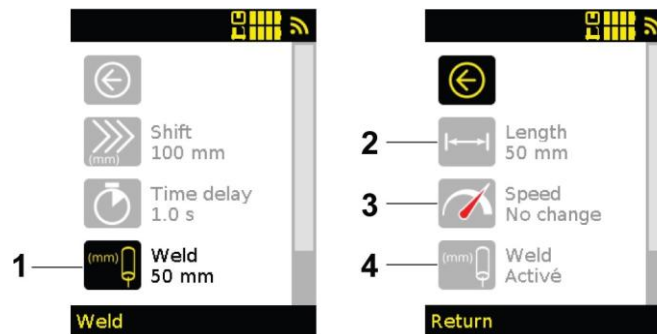 (mm)
Shift
100 mm
Time delay
1.0 s
1
(mm)
Weld
50 mm
Weld
2
Length
50 mm
3
Speed
No change
4
(mm)
Weld
Activé
Return